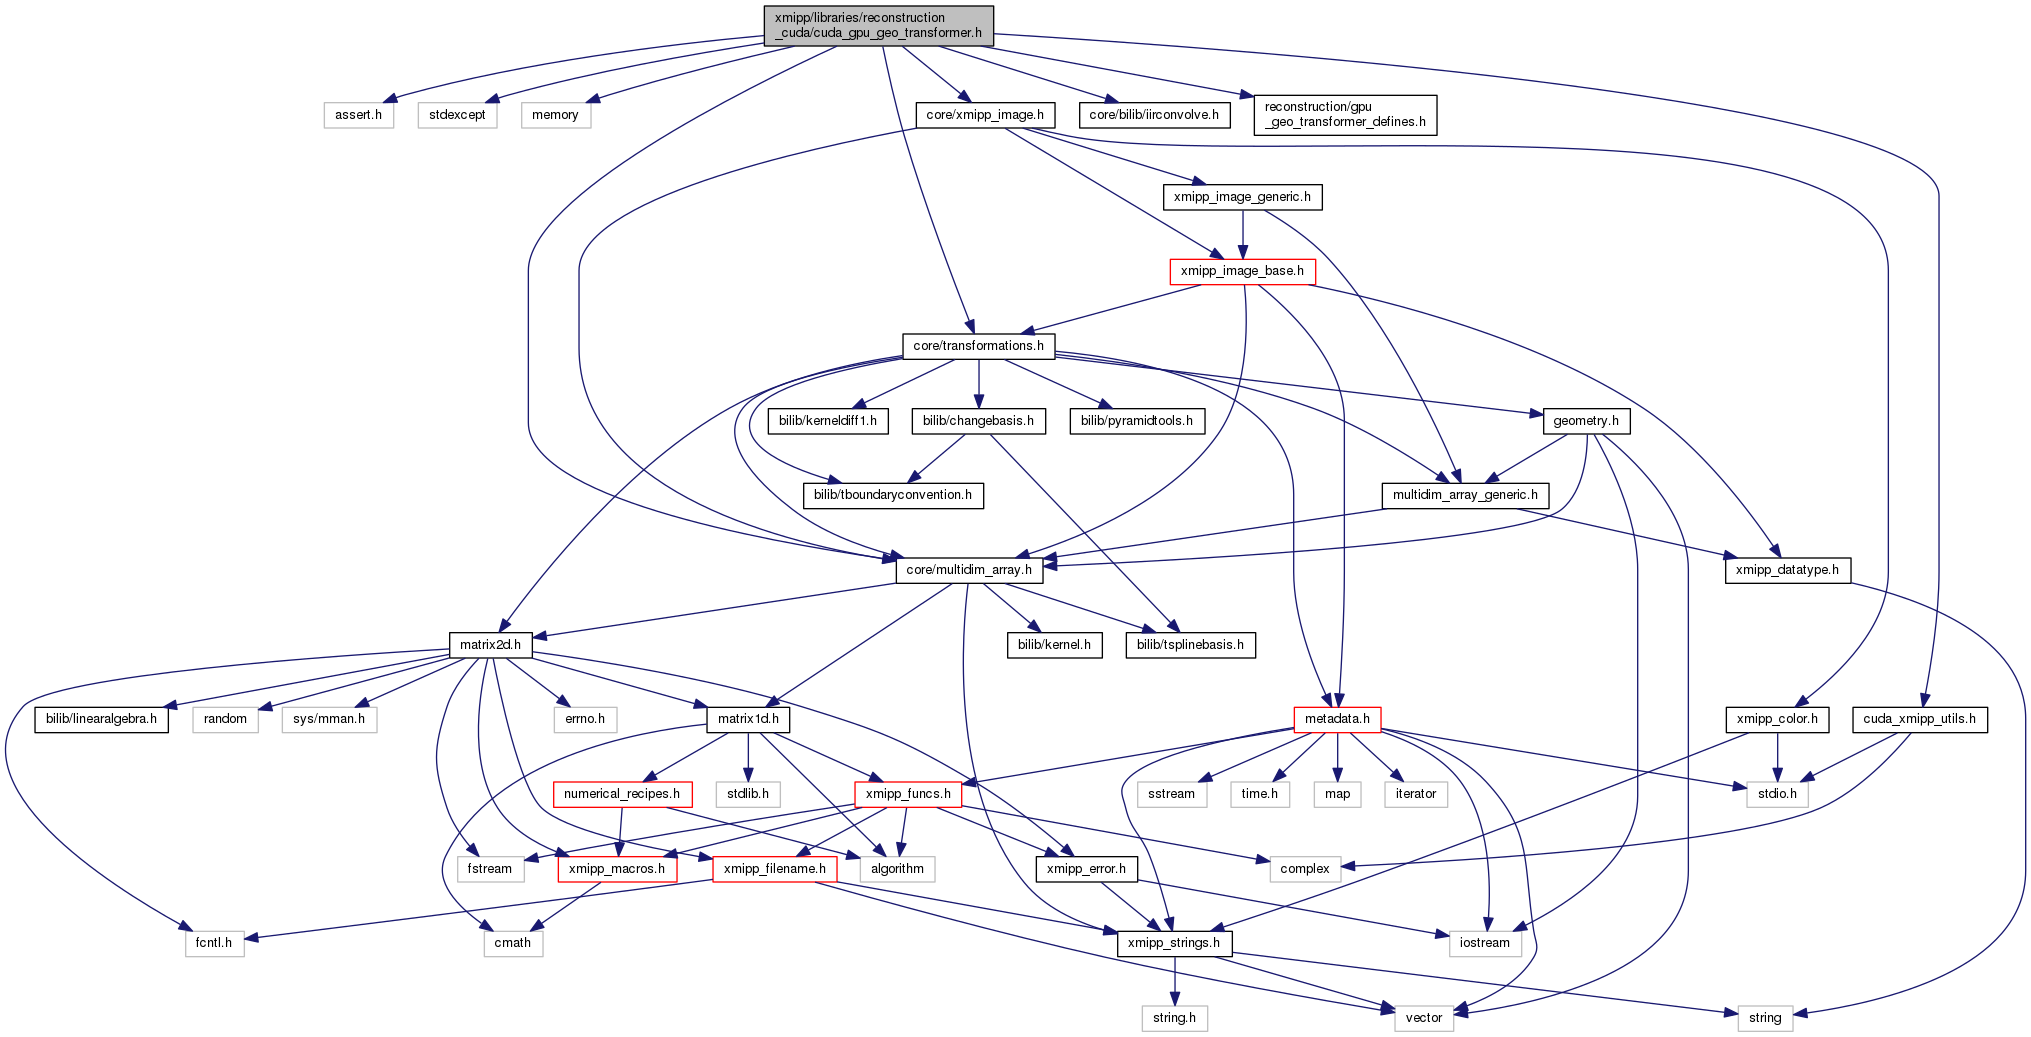 xmipp/libraries/reconstruction
_cuda/cuda_gpu_geo_transformer.h
assert.h
stdexcept
memory
core/xmipp_image.h
core/bilib/iirconvolve.h
reconstruction/gpu
_geo_transformer_defines.h
xmipp_image_generic.h
xmipp_image_base.h
core/transformations.h
bilib/kerneldiff1.h
bilib/changebasis.h
bilib/pyramidtools.h
geometry.h
bilib/tboundaryconvention.h
multidim_array_generic.h
core/multidim_array.h
xmipp_datatype.h
matrix2d.h
bilib/kernel.h
bilib/tsplinebasis.h
bilib/linearalgebra.h
random
sys/mman.h
errno.h
matrix1d.h
metadata.h
xmipp_color.h
cuda_xmipp_utils.h
numerical_recipes.h
stdlib.h
xmipp_funcs.h
sstream
time.h
map
iterator
stdio.h
fstream
xmipp_macros.h
xmipp_filename.h
algorithm
xmipp_error.h
complex
fcntl.h
cmath
xmipp_strings.h
iostream
string.h
vector
string